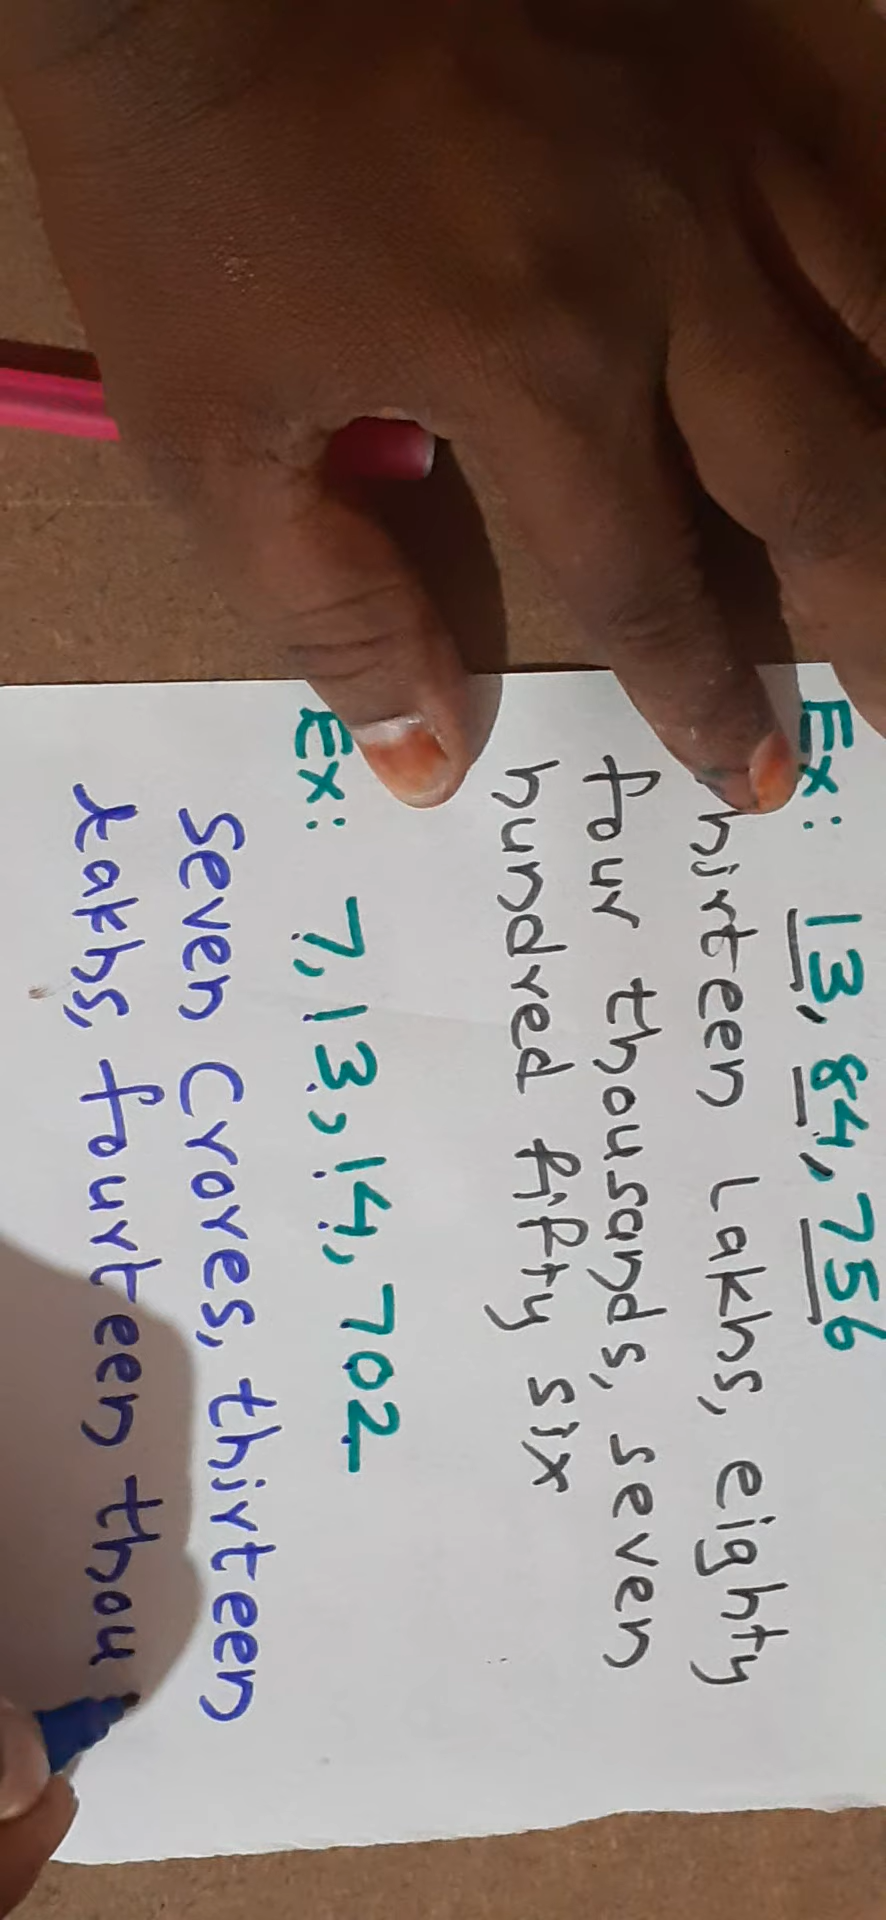 Ex: 13,84,756
hirteen Lakhs, eighty
four thousands, seven
hundred fifty six
Ex: 7,13,14,702
Seven Crores, thirteen
Lakhs, fourteen thou